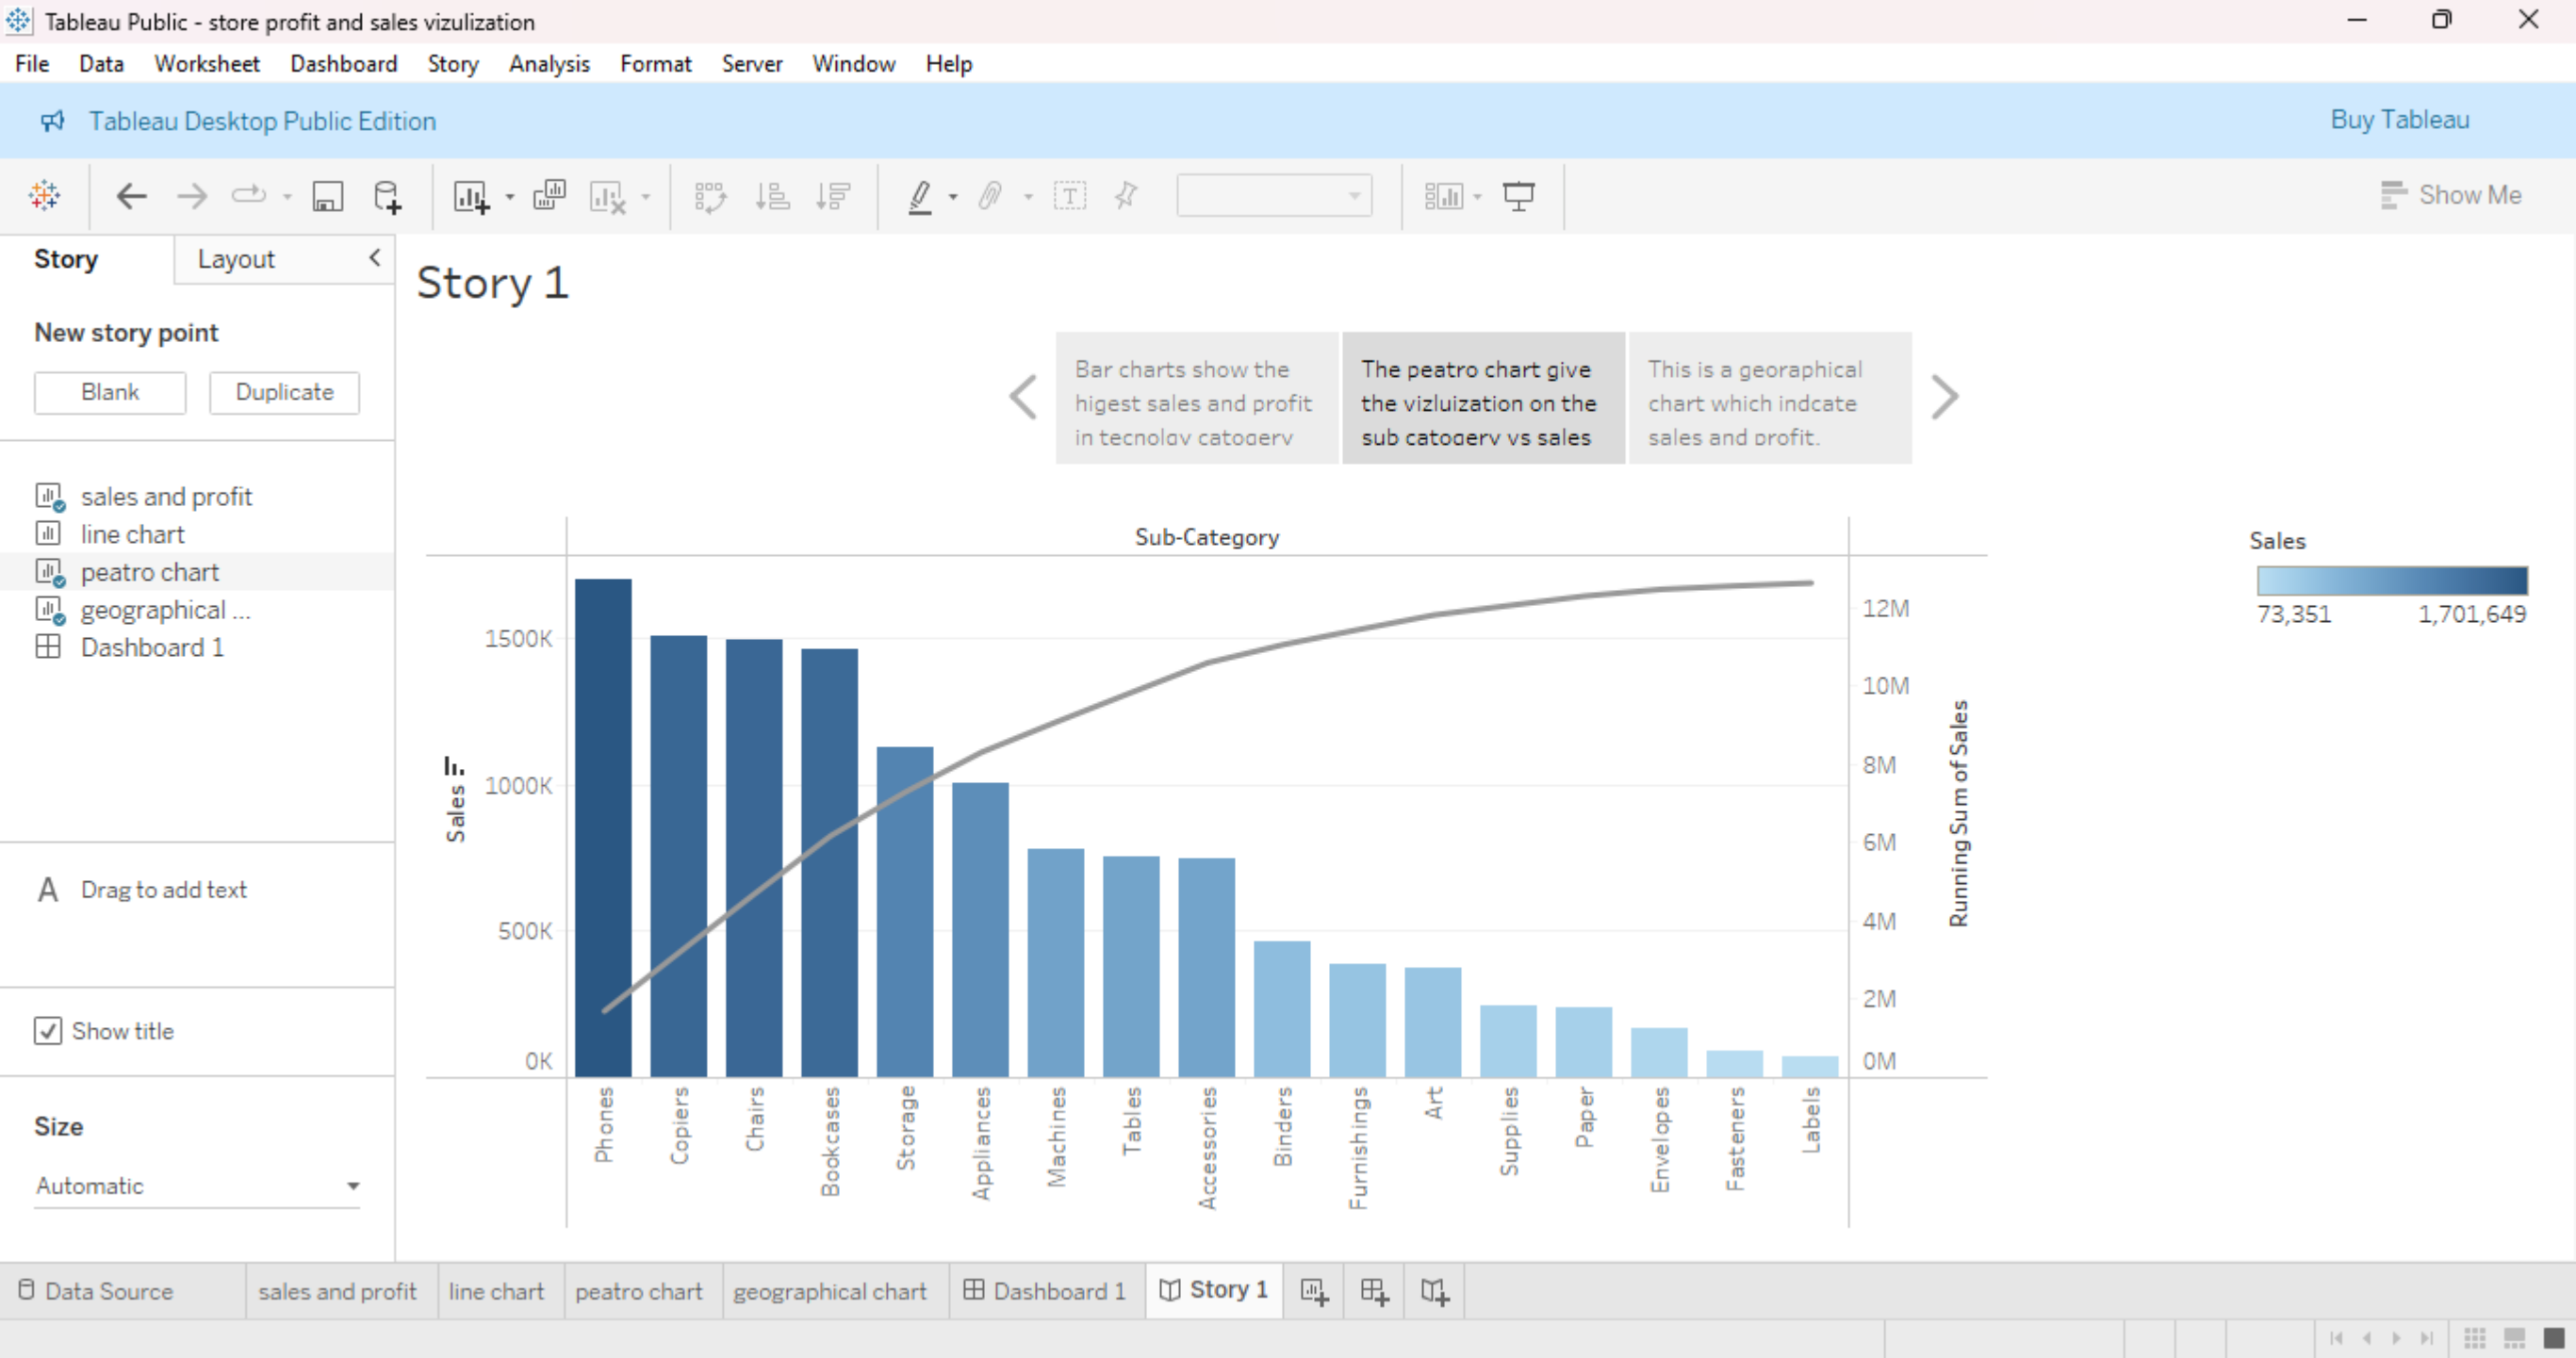 Tableau Public - store profit and sales vizulization
File Data Worksheet Dashboard Story Analysis Format Server Window Help
Tableau Desktop Public Edition
Buy Tableau
Show Me
Story
Layout
New story point
Blank
Duplicate
sales and profit
line chart
peatro chart
geographical ...
Dashboard 1
A Drag to add text
Show title
Size
Automatic
Story 1
Bar charts show the
higest sales and profit
in tecnolgy catogery
The peatro chart give
the vizluization on the
sub catogery vs sales
This is a georaphical
chart which indcate
sales and profit.
Sub-Category
Sales
1500K
1000K
500K
0K
12M
10M
8M
6M
4M
2M
0M
Running Sum of Sales
Phones
Copiers
Chairs
Bookcases
Storage
Appliances
Machines
Tables
Accessories
Binders
Furnishings
Art
Supplies
Paper
Envelopes
Fasteners
Labels
Sales
73,351 1,701,649
Data Source sales and profit line chart peatro chart geographical chart Dashboard 1 Story 1